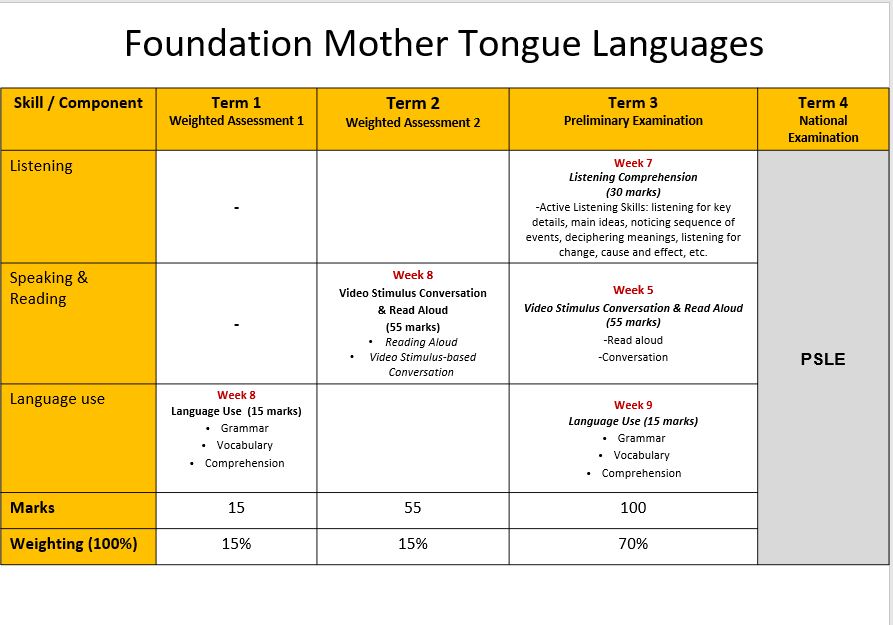 Foundation Mother Tongue Languages
Skill / Component
Term 1
Weighted Assessment 1
Term 2
Weighted Assessment 2
Term 3
Preliminary Examination
Term 4
National
Examination
Listening
-
Week 7
Listening Comprehension
(30 marks)
-Active Listening Skills: listening for key
details, main ideas, noticing sequence of
events, deciphering meanings, listening for
change, cause and effect, etc.
Speaking &
Reading
-
Week 8
Video Stimulus Conversation
& Read Aloud
(55 marks)
• Reading Aloud
• Video Stimulus-based
Conversation
Week 5
Video Stimulus Conversation & Read Aloud
(55 marks)
-Read aloud
-Conversation
PSLE
Language use
Week 8
Language Use (15 marks)
• Grammar
• Vocabulary
• Comprehension
Week 9
Language Use (15 marks)
• Grammar
• Vocabulary
• Comprehension
Marks
15
55
100
Weighting (100%)
15%
15%
70%